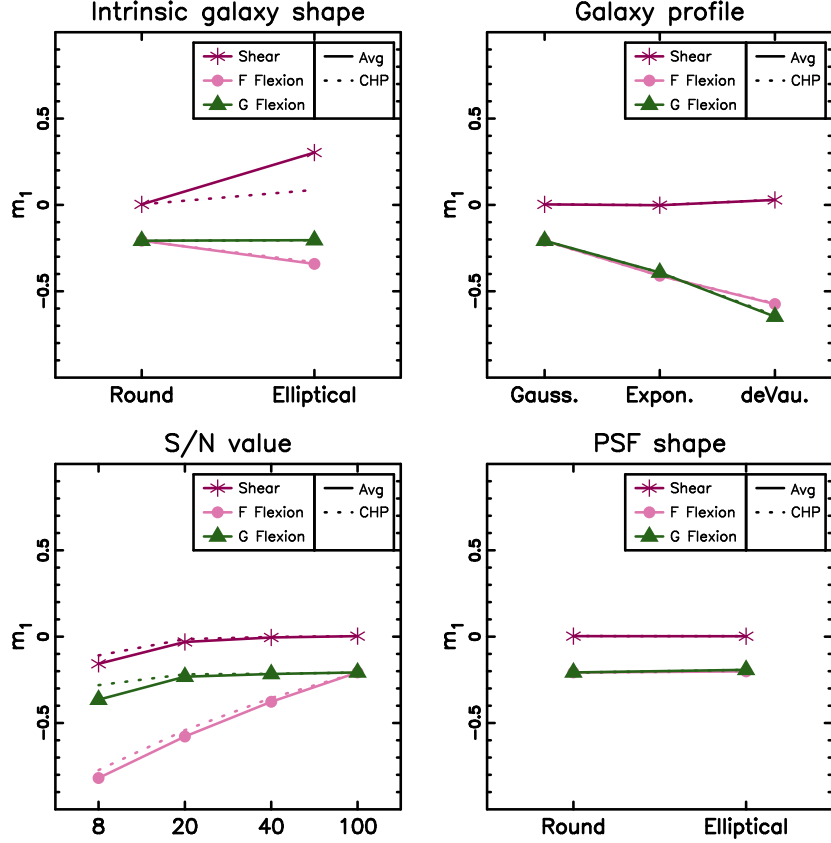 Intrinsic galaxy shape
Shear
F Flexion
G Flexion
Avg
CHP
0.5
0
−0.5
m1
Round Elliptical
Galaxy profile
Shear
F Flexion
G Flexion
Avg
CHP
0.5
0
−0.5
m1
Gauss. Expon. deVau.
S/N value
Shear
F Flexion
G Flexion
Avg
CHP
0.5
0
−0.5
m1
8 20 40 100
PSF shape
Shear
F Flexion
G Flexion
Avg
CHP
0.5
0
−0.5
m1
Round Elliptical